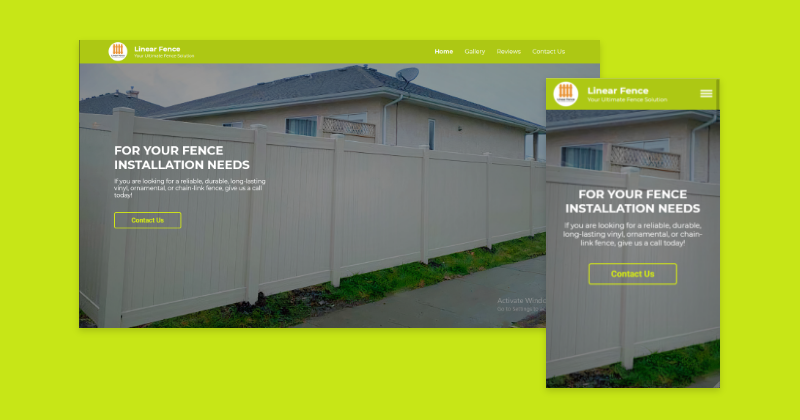 Linear Fence
Your Ultimate Fence Solution
Home Gallery Reviews Contact Us
FOR YOUR FENCE
INSTALLATION NEEDS
If you are looking for a reliable, durable, long-lasting
vinyl, ornamental, or chain-link fence, give us a call
today!
Contact Us
Activate Windo
Go to Settings to
Linear Fence
Your Ultimate Fence Solution
FOR YOUR FENCE
INSTALLATION NEEDS
If you are looking for a reliable, durable,
long-lasting vinyl, ornamental, or chain-
link fence, give us a call today!
Contact Us